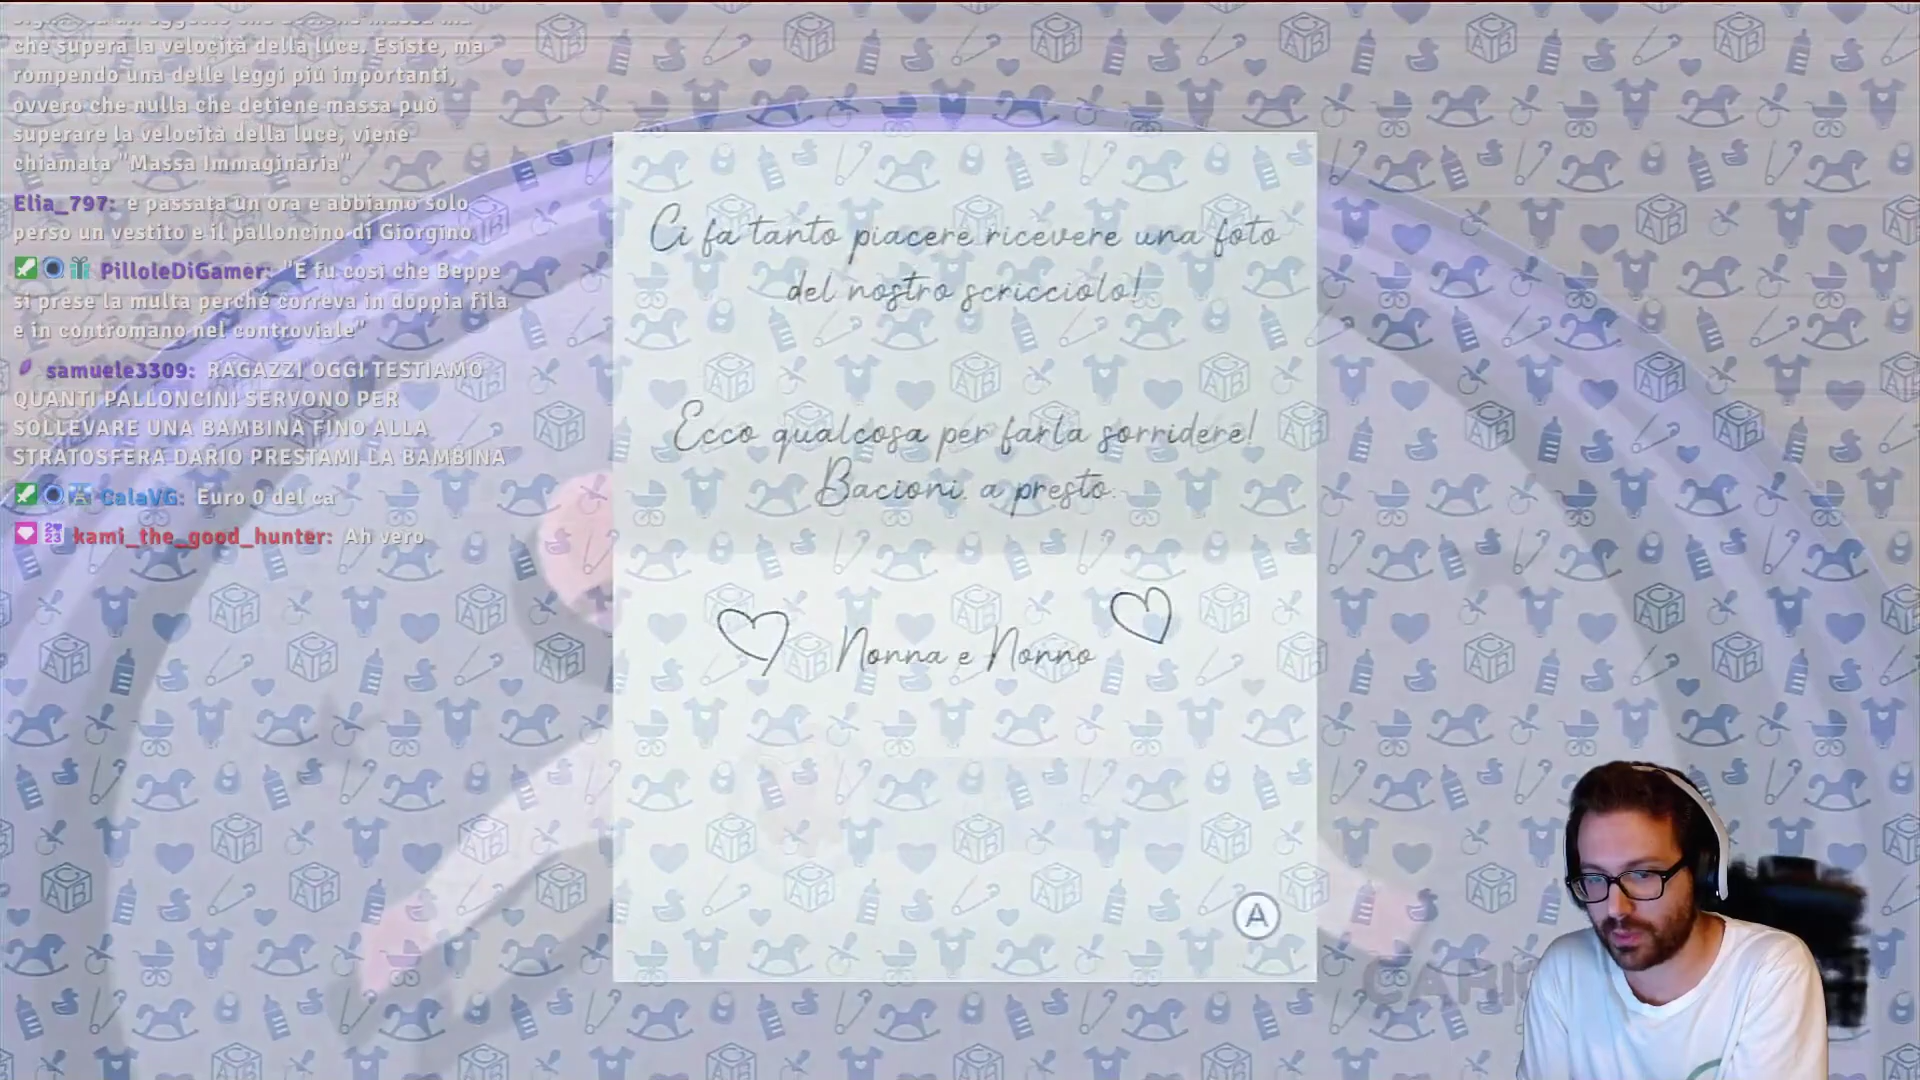 che supera la velocità della luce. Esiste, ma
rompendo una delle leggi più importanti,
ovvero che nulla che detiene massa può
superare la velocità della luce, viene
chiamata "Massa Immaginaria"
Elia_797: è passata un ora e abbiamo solo
perso un vestito e il palloncino di Giorgino
PilloleDiGamer: "E fu così che Beppe
si prese la multa perché correva in doppia fila
e in contromano nel controviale"
samuele3309: RAGAZZI OGGI TESTIAMO
QUANTI PALLONCINI SERVONO PER
SOLLEVARE UNA BAMBINA FINO ALLA
STRATOSFERA DARIO PRESTAMI LA BAMBINA
CalaVG: Euro 0 del ca
kami_the_good_hunter: Ah vero
Ci fa tanto piacere ricevere una foto
del nostro scricciolo!
Ecco qualcosa per farla sorridere!
Bacioni, a presto.
Nonna e Nonno
A